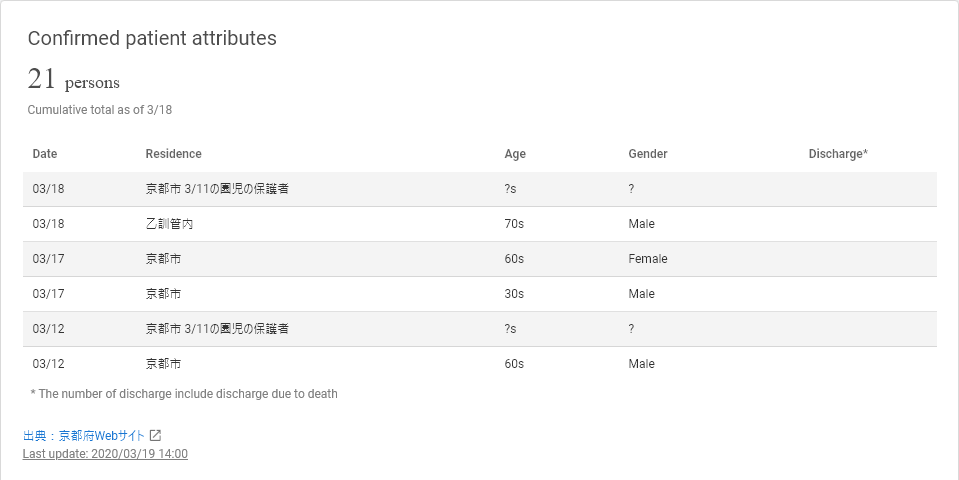 Confirmed patient attributes
21 persons
Cumulative total as of 3/18
Date Residence Age Gender Discharge*
03/18 京都市 3/11の園児の保護者 ?s ?
03/18 乙訓管内 70s Male
03/17 京都市 60s Female
03/17 京都市 30s Male
03/12 京都市 3/11の園児の保護者 ?s ?
03/12 京都市 60s Male
* The number of discharge include discharge due to death
出典：京都府Webサイト
Last update: 2020/03/19 14:00